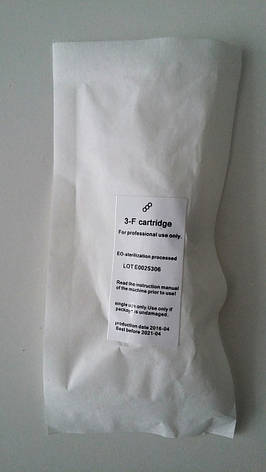 3-F cartridge
For professional use only.
EO-sterilization processed
LOT E0025306
Read the instruction manual
of the machine prior to use!
single use only. Use only if
package is undamaged.
production date 2016-04
Best before 2021-04